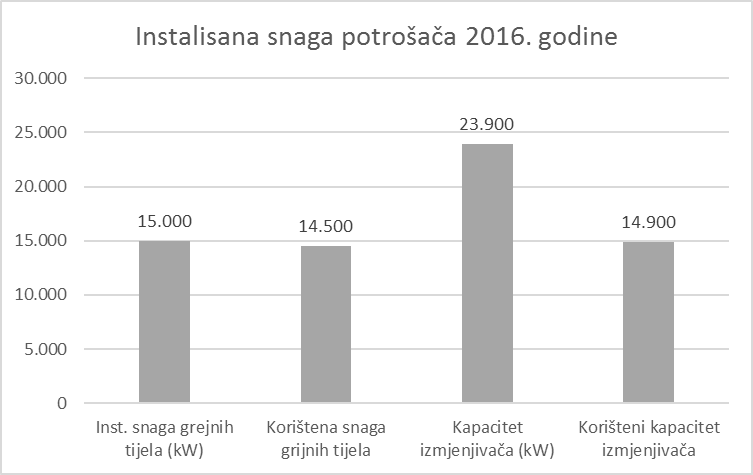 Instalisana snaga potrošača 2016. godine
30.000
25.000
20.000
15.000
10.000
5.000
0
15.000
14.500
23.900
14.900
Inst. snaga grejnih
tijela (kW)
Korištena snaga
grijnih tijela
Kapacitet
izmjenjivača (kW)
Korišteni kapacitet
izmjenjivača